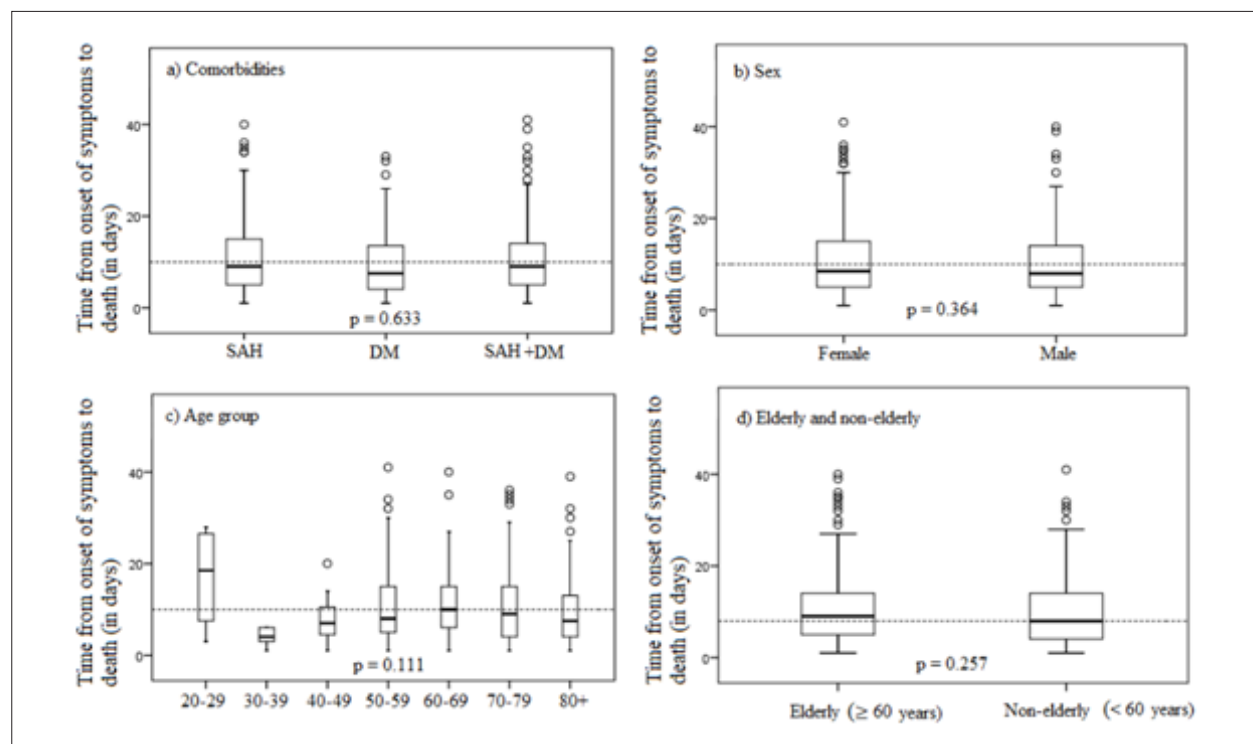 a) Comorbidities
Time from onset of symptoms to
death (in days)
40
20
0
p = 0.633
SAH DM SAH +DM
b) Sex
Time from onset of symptoms to
death (in days)
40
20
0
p = 0.364
Female Male
c) Age group
Time from onset of symptoms to
death (in days)
40
20
0
p = 0.111
20-29 30-39 40-49 50-59 60-69 70-79 80+
d) Elderly and non-elderly
Time from onset of symptoms to
death (in days)
40
20
0
p = 0.257
Elderly (≥ 60 years) Non-elderly (< 60 years)